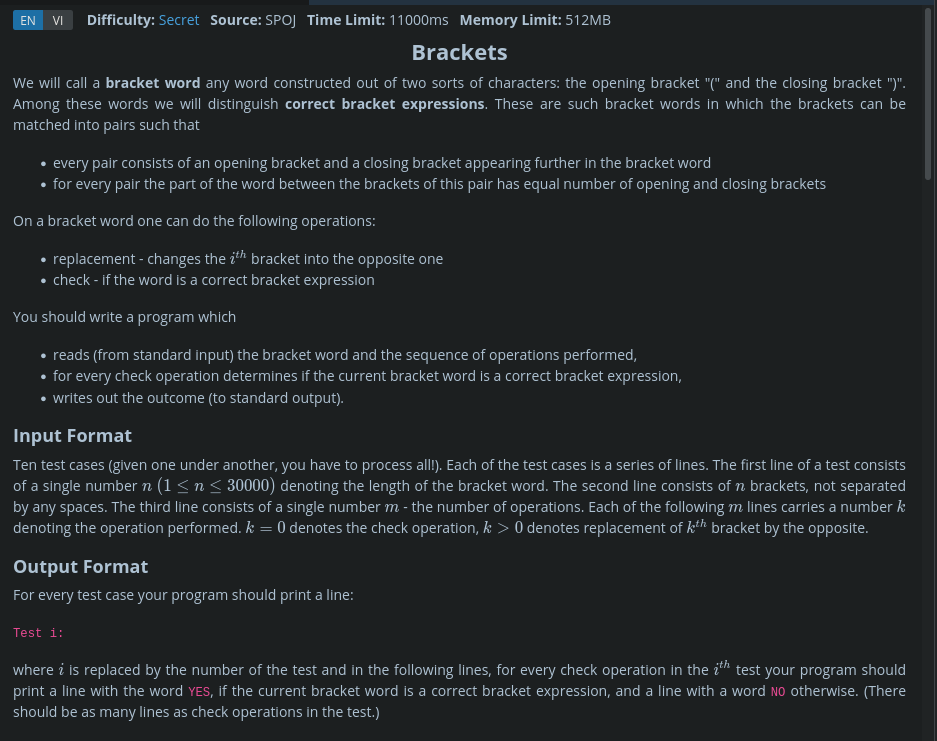 EN VI Difficulty: Secret Source: SPOJ Time Limit: 11000ms Memory Limit: 512MB
Brackets
We will call a bracket word any word constructed out of two sorts of characters: the opening bracket "(" and the closing bracket ")".
Among these words we will distinguish correct bracket expressions. These are such bracket words in which the brackets can be
matched into pairs such that
• every pair consists of an opening bracket and a closing bracket appearing further in the bracket word
• for every pair the part of the word between the brackets of this pair has equal number of opening and closing brackets
On a bracket word one can do the following operations:
• replacement - changes the i^{th} bracket into the opposite one
• check - if the word is a correct bracket expression
You should write a program which
• reads (from standard input) the bracket word and the sequence of operations performed,
• for every check operation determines if the current bracket word is a correct bracket expression,
• writes out the outcome (to standard output).
Input Format
Ten test cases (given one under another, you have to process all!). Each of the test cases is a series of lines. The first line of a test consists
of a single number n (1 ≤ n ≤ 30000) denoting the length of the bracket word. The second line consists of n brackets, not separated
by any spaces. The third line consists of a single number m - the number of operations. Each of the following m lines carries a number k
denoting the operation performed. k = 0 denotes the check operation, k > 0 denotes replacement of k^{th} bracket by the opposite.
Output Format
For every test case your program should print a line:
Test i:
where i is replaced by the number of the test and in the following lines, for every check operation in the i^{th} test your program should
print a line with the word YES, if the current bracket word is a correct bracket expression, and a line with a word NO otherwise. (There
should be as many lines as check operations in the test.)